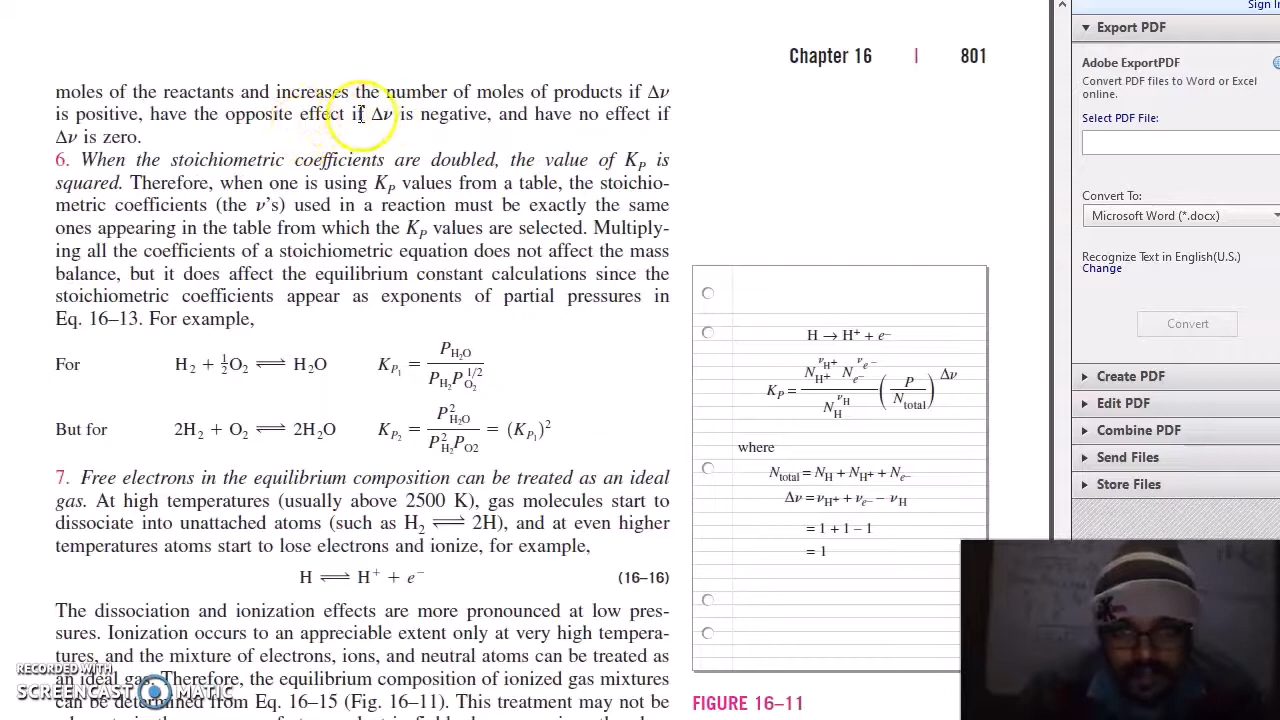 Sign In
Chapter 16 | 801
moles of the reactants and increases the number of moles of products if Δν
is positive, have the opposite effect if Δν is negative, and have no effect if
Δν is zero.
6. When the stoichiometric coefficients are doubled, the value of K_P is
squared. Therefore, when one is using K_P values from a table, the stoichio-
metric coefficients (the ν's) used in a reaction must be exactly the same
ones appearing in the table from which the K_P values are selected. Multiply-
ing all the coefficients of a stoichiometric equation does not affect the mass
balance, but it does affect the equilibrium constant calculations since the
stoichiometric coefficients appear as exponents of partial pressures in
Eq. 16–13. For example,
For H₂ + ½O₂ ⇌ H₂O K_P₁ = P_H₂O / (P_H₂ P_O₂^1/2)
But for 2H₂ + O₂ ⇌ 2H₂O K_P₂ = P²_H₂O / (P²_H₂ P_O2) = (K_P₁)²
7. Free electrons in the equilibrium composition can be treated as an ideal
gas. At high temperatures (usually above 2500 K), gas molecules start to
dissociate into unattached atoms (such as H₂ ⇌ 2H), and at even higher
temperatures atoms start to lose electrons and ionize, for example,
H ⇌ H⁺ + e⁻ (16–16)
The dissociation and ionization effects are more pronounced at low pres-
sures. Ionization occurs to an appreciable extent only at very high tempera-
tures, and the mixture of electrons, ions, and neutral atoms can be treated as
an ideal gas. Therefore, the equilibrium composition of ionized gas mixtures
can be determined from Eq. 16–15 (Fig. 16–11). This treatment may not be
H → H⁺ + e⁻
K_P = (N_H⁺^ν_H⁺ N_e⁻^ν_e⁻ / N_H^ν_H) (P / N_total)^Δν
where
N_total = N_H + N_H⁺ + N_e⁻
Δν = ν_H⁺ + ν_e⁻ − ν_H
= 1 + 1 − 1
= 1
FIGURE 16–11
Export PDF
Adobe ExportPDF
Convert PDF files to Word or Excel
online.
Select PDF File:
Convert To:
Microsoft Word (*.docx)
Recognize Text in English(U.S.)
Change
Convert
Create PDF
Edit PDF
Combine PDF
Send Files
Store Files
RECORDED WITH
SCREENCAST MATIC